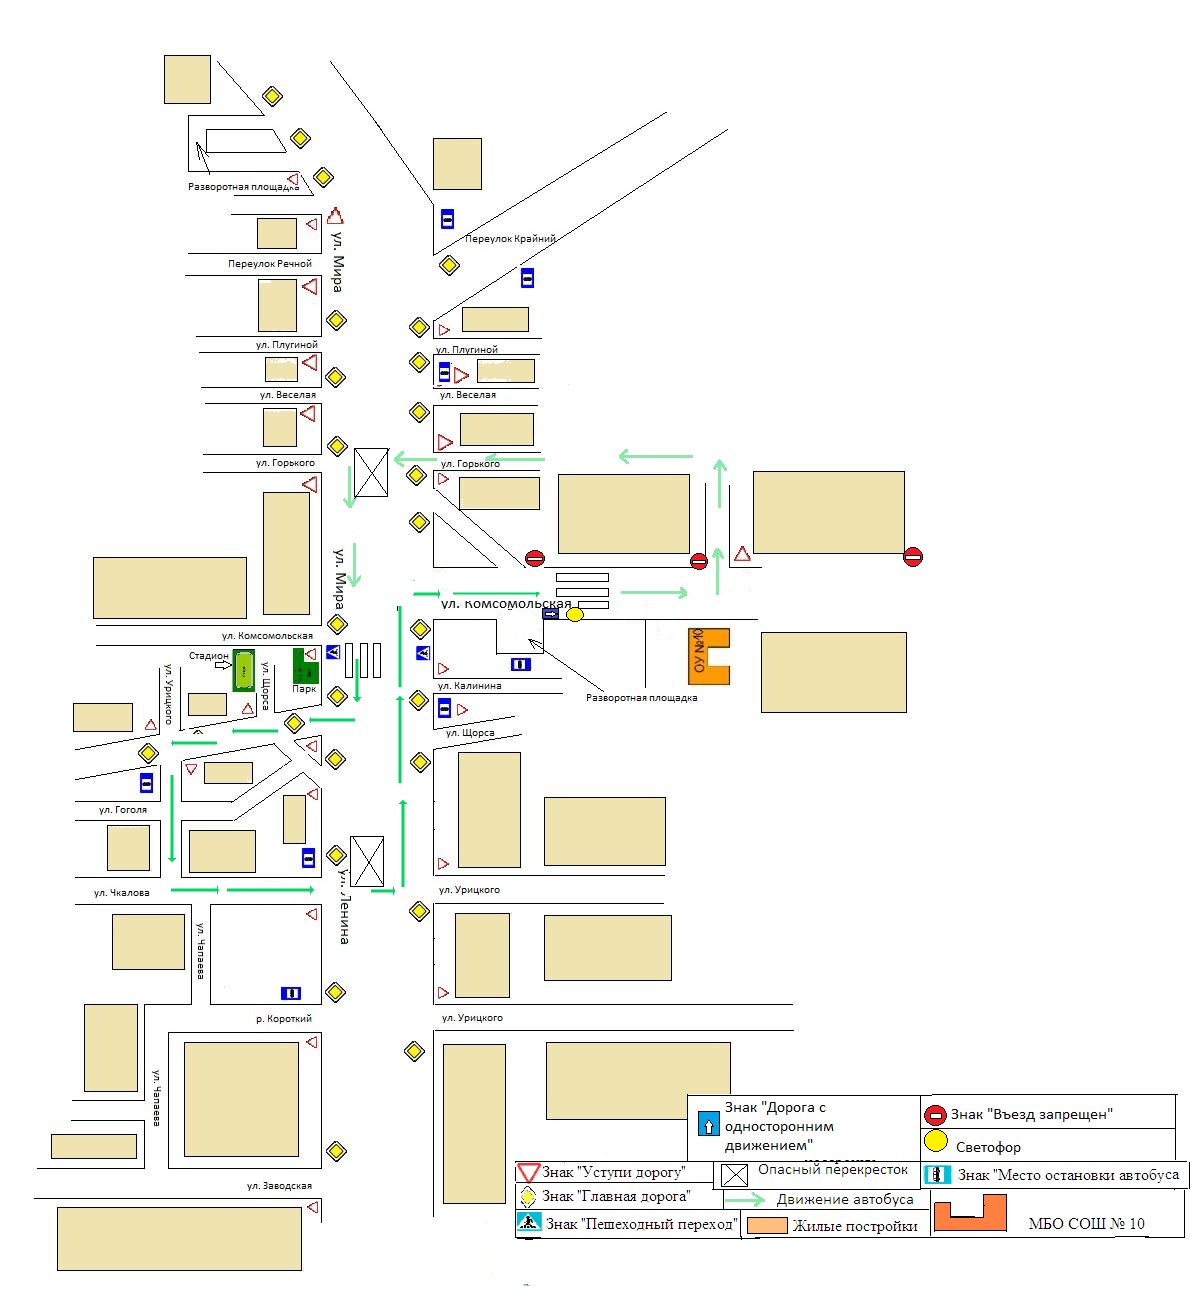 Разворотная площадка
Переулок Крайний
ул. Мира
Переулок Речной
ул. Плугиной
ул. Плугиной
ул. Веселая
ул. Веселая
ул. Горького
ул. Горького
ул. Мира
ул. Комсомольская
ул. Комсомольская
ОУ №10
Стадион
ул. Урицкого
ул. Щорса
Парк
ул. Калинина
Разворотная площадка
ул. Щорса
ул. Гоголя
ул. Чкалова
ул. Урицкого
ул. Ленина
ул. Чапаева
р. Короткий
ул. Урицкого
ул. Чапаева
ул. Заводская
Знак "Дорога с
односторонним
движением"
Знак "Въезд запрещен"
Светофор
Знак "Уступи дорогу"
Опасный перекресток
Знак "Место остановки автобуса
Знак "Главная дорога"
Движение автобуса
Знак "Пешеходный переход"
Жилые постройки
МБО СОШ № 10